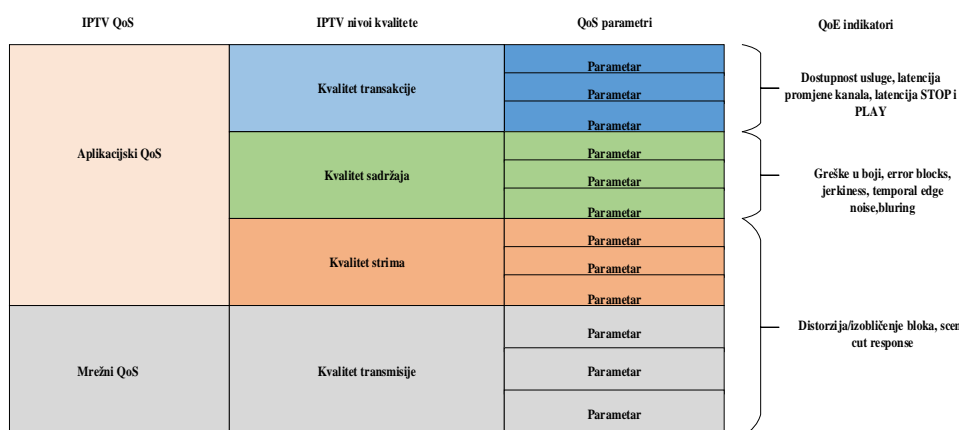 IPTV QoS
IPTV nivoi kvalitete
QoS parametri
QoE indikatori
Aplikacijski QoS
Kvalitet transakcije
Parametar
Parametar
Parametar
Dostupnost usluge, latencija
promjene kanala, latencija STOP i
PLAY
Kvalitet sadržaja
Parametar
Parametar
Parametar
Greške u boji, error blocks,
jerkiness, temporal edge
noise,bluring
Kvalitet strima
Parametar
Parametar
Parametar
Mrežni QoS
Kvalitet transmisije
Parametar
Parametar
Parametar
Distorzija/izobličenje bloka, scen
cut response